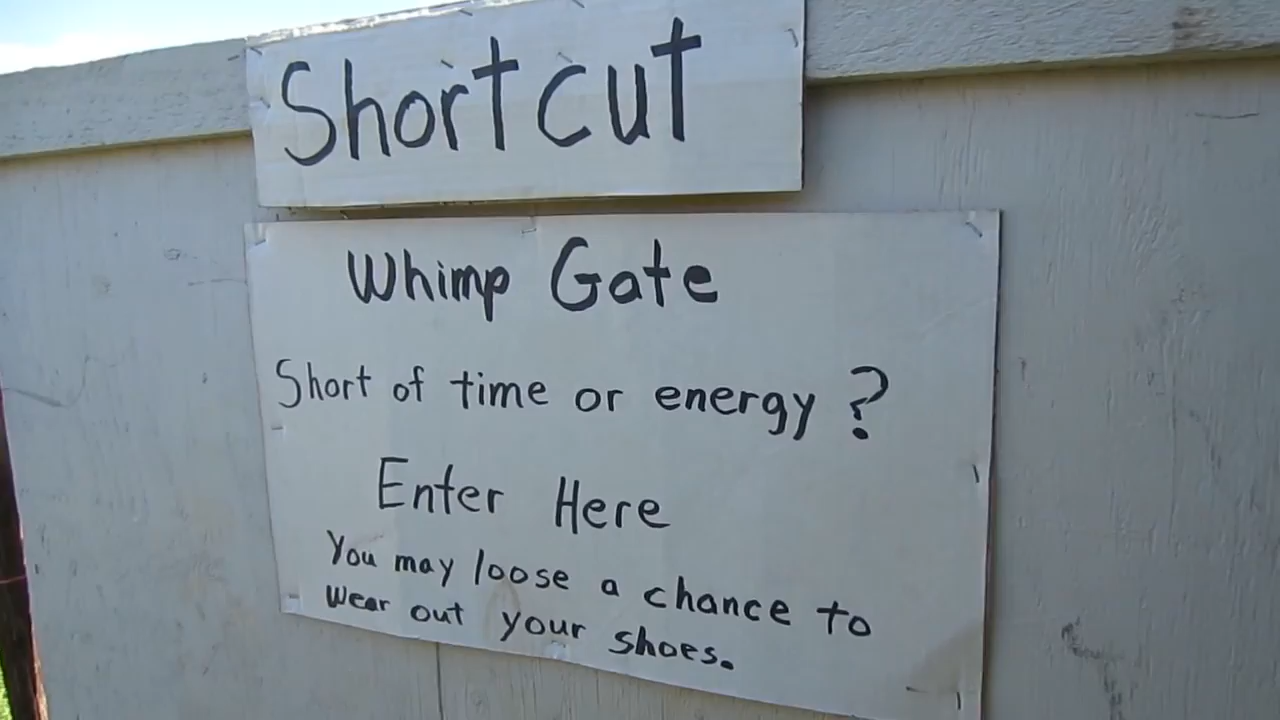 Shortcut
Whimp Gate
Short of time or energy?
Enter Here
You may loose a chance to
wear out your shoes.